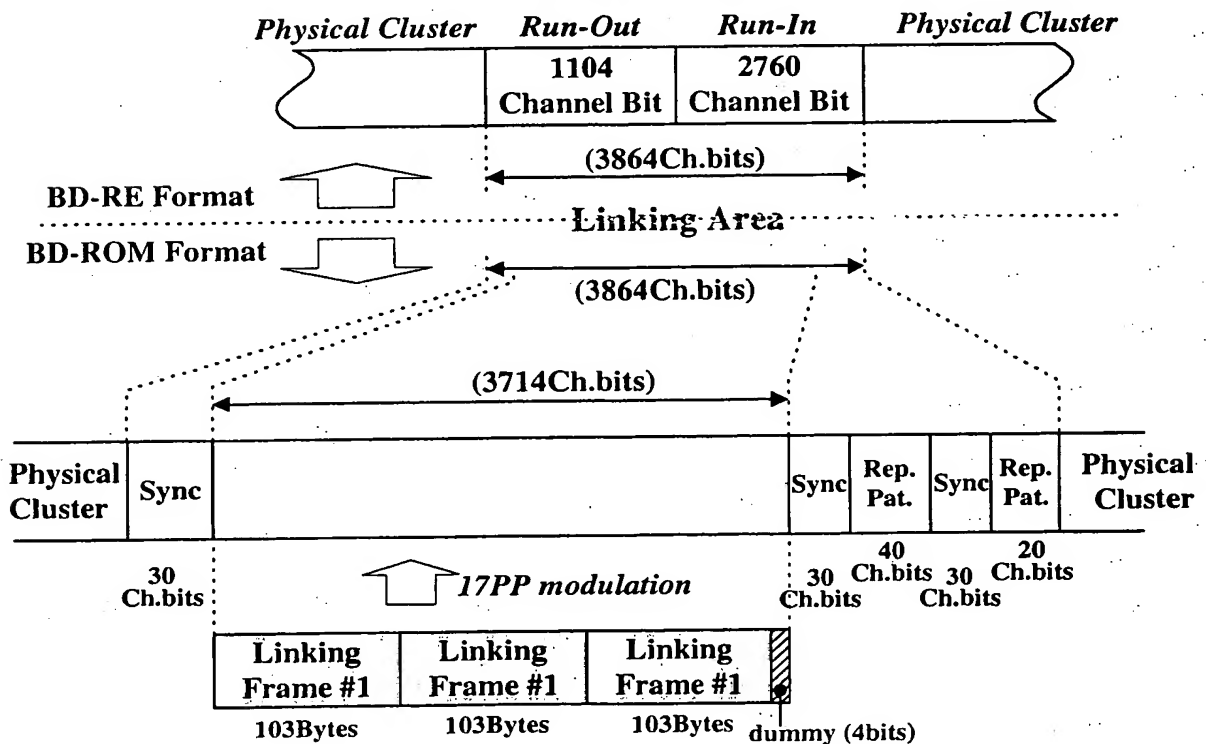 Physical Cluster Run-Out Run-In Physical Cluster
1104 Channel Bit
2760 Channel Bit
(3864Ch.bits)
BD-RE Format
Linking Area
BD-ROM Format
(3864Ch.bits)
(3714Ch.bits)
Physical Cluster
Sync
Sync
Rep. Pat.
Sync
Rep. Pat.
Physical Cluster
30 Ch.bits
17PP modulation
30 Ch.bits
40 Ch.bits
30 Ch.bits
20 Ch.bits
Linking Frame #1
Linking Frame #1
Linking Frame #1
103Bytes
103Bytes
103Bytes
dummy (4bits)